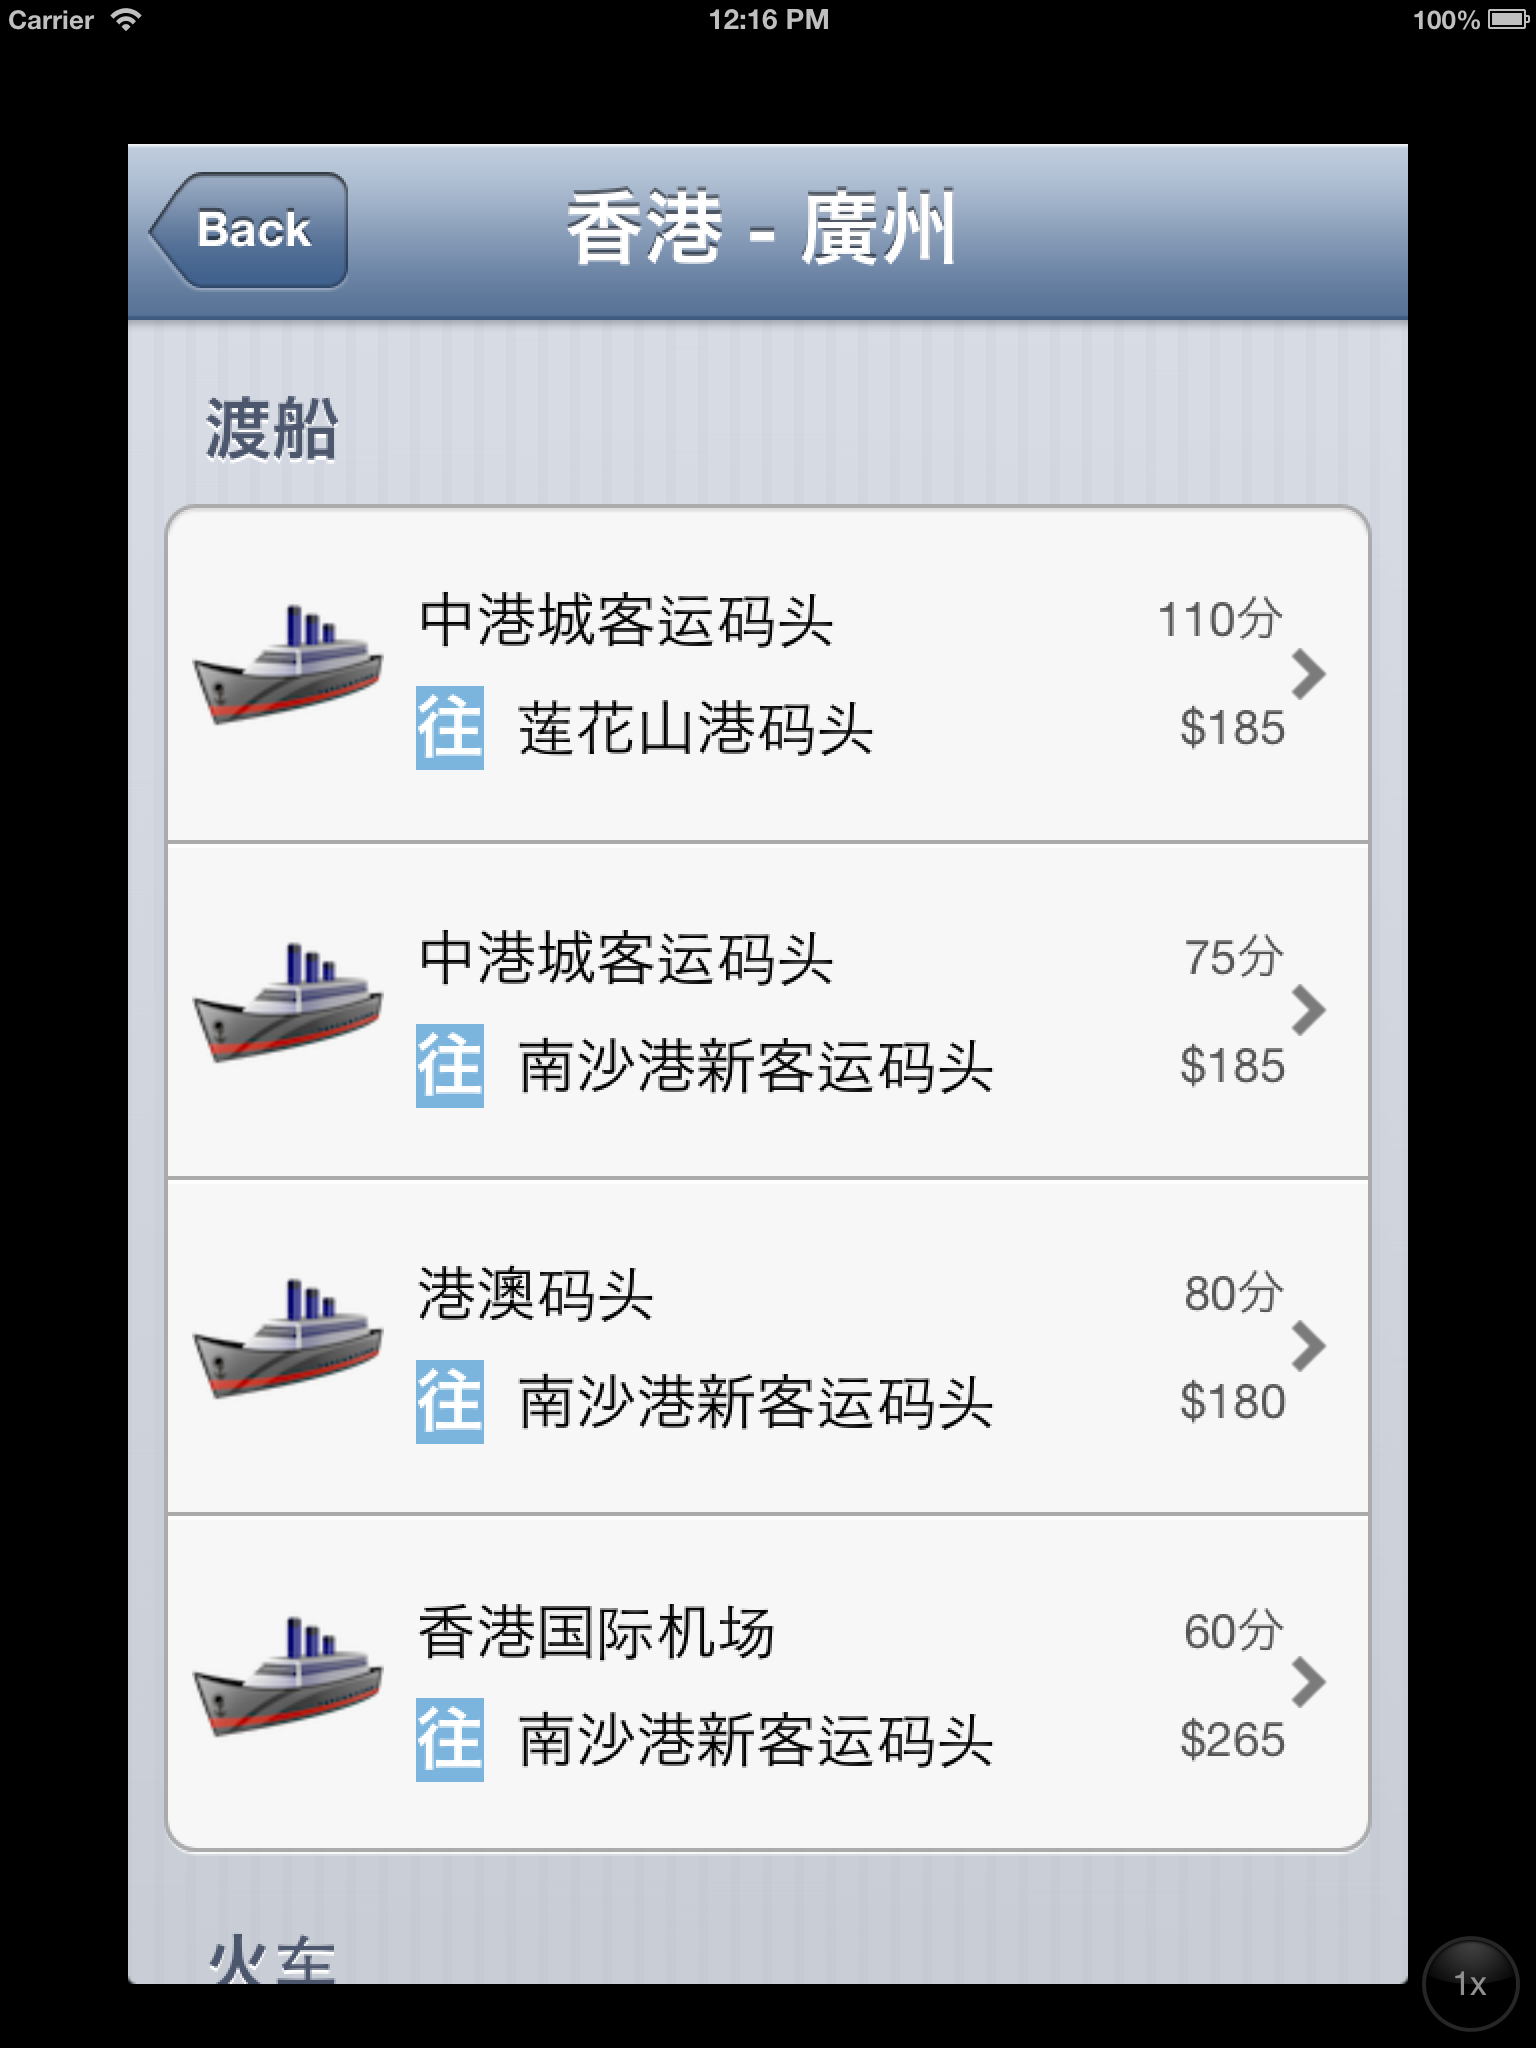 Carrier 12:16 PM 100%
Back 香港 - 廣州
渡船
中港城客运码头 110分
往 莲花山港码头 $185
中港城客运码头 75分
往 南沙港新客运码头 $185
港澳码头 80分
往 南沙港新客运码头 $180
香港国际机场 60分
往 南沙港新客运码头 $265
火车
1x